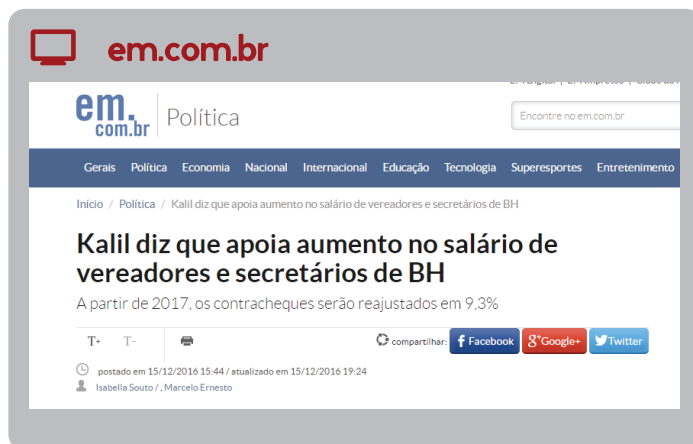 em.com.br
em.
com.br
Política
Encontre no em.com.br
Gerais Política Economia Nacional Internacional Educação Tecnologia Superesportes Entretenimento
Início / Política / Kalil diz que apoia aumento no salário de vereadores e secretários de BH
Kalil diz que apoia aumento no salário de
vereadores e secretários de BH
A partir de 2017, os contracheques serão reajustados em 9,3%
T+ T- compartilhar: f Facebook g+ Google+ Twitter
postado em 15/12/2016 15:44 / atualizado em 15/12/2016 19:24
Isabella Souto / , Marcelo Ernesto